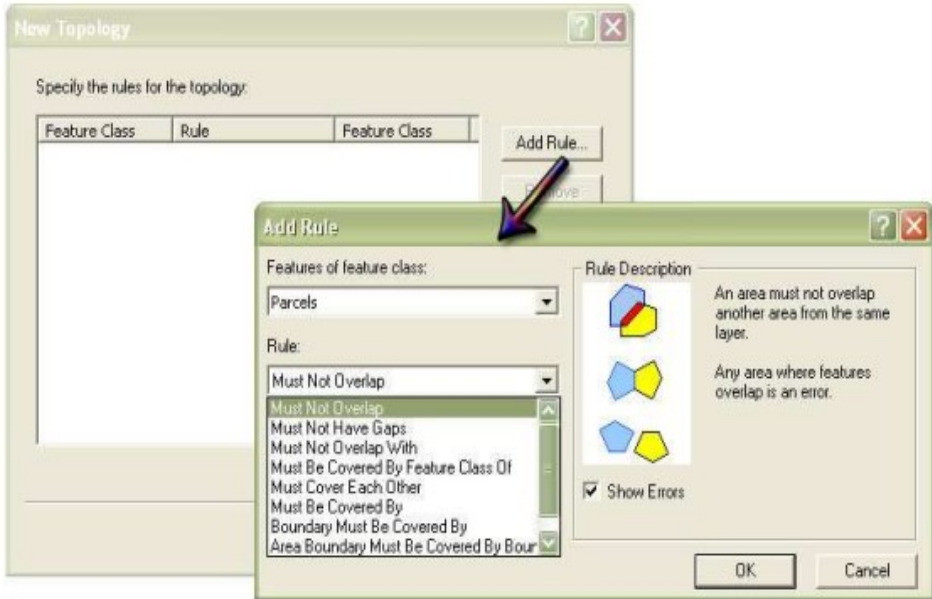 New Topology
Specify the rules for the topology:
Feature Class Rule Feature Class
Add Rule...
Remove
Add Rule
Features of feature class:
Parcels
Rule:
Must Not Overlap
Must Not Overlap
Must Not Have Gaps
Must Not Overlap With
Must Be Covered By Feature Class Of
Must Cover Each Other
Must Be Covered By
Boundary Must Be Covered By
Area Boundary Must Be Covered By Bour
Rule Description
An area must not overlap
another area from the same
layer.
Any area where features
overlap is an error.
Show Errors
OK Cancel